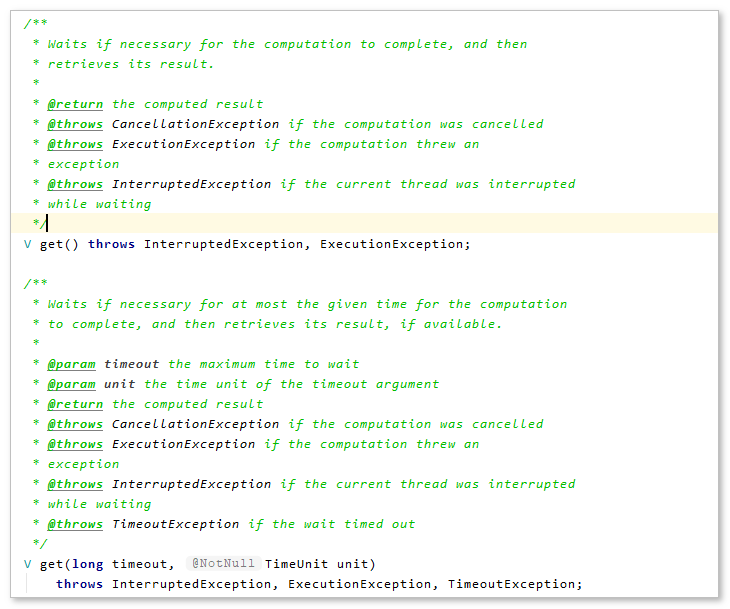 /**
 * Waits if necessary for the computation to complete, and then
 * retrieves its result.
 *
 * @return the computed result
 * @throws CancellationException if the computation was cancelled
 * @throws ExecutionException if the computation threw an
 * exception
 * @throws InterruptedException if the current thread was interrupted
 * while waiting
 */
V get() throws InterruptedException, ExecutionException;

/**
 * Waits if necessary for at most the given time for the computation
 * to complete, and then retrieves its result, if available.
 *
 * @param timeout the maximum time to wait
 * @param unit the time unit of the timeout argument
 * @return the computed result
 * @throws CancellationException if the computation was cancelled
 * @throws ExecutionException if the computation threw an
 * exception
 * @throws InterruptedException if the current thread was interrupted
 * while waiting
 * @throws TimeoutException if the wait timed out
 */
V get(long timeout, @NotNull TimeUnit unit)
    throws InterruptedException, ExecutionException, TimeoutException;